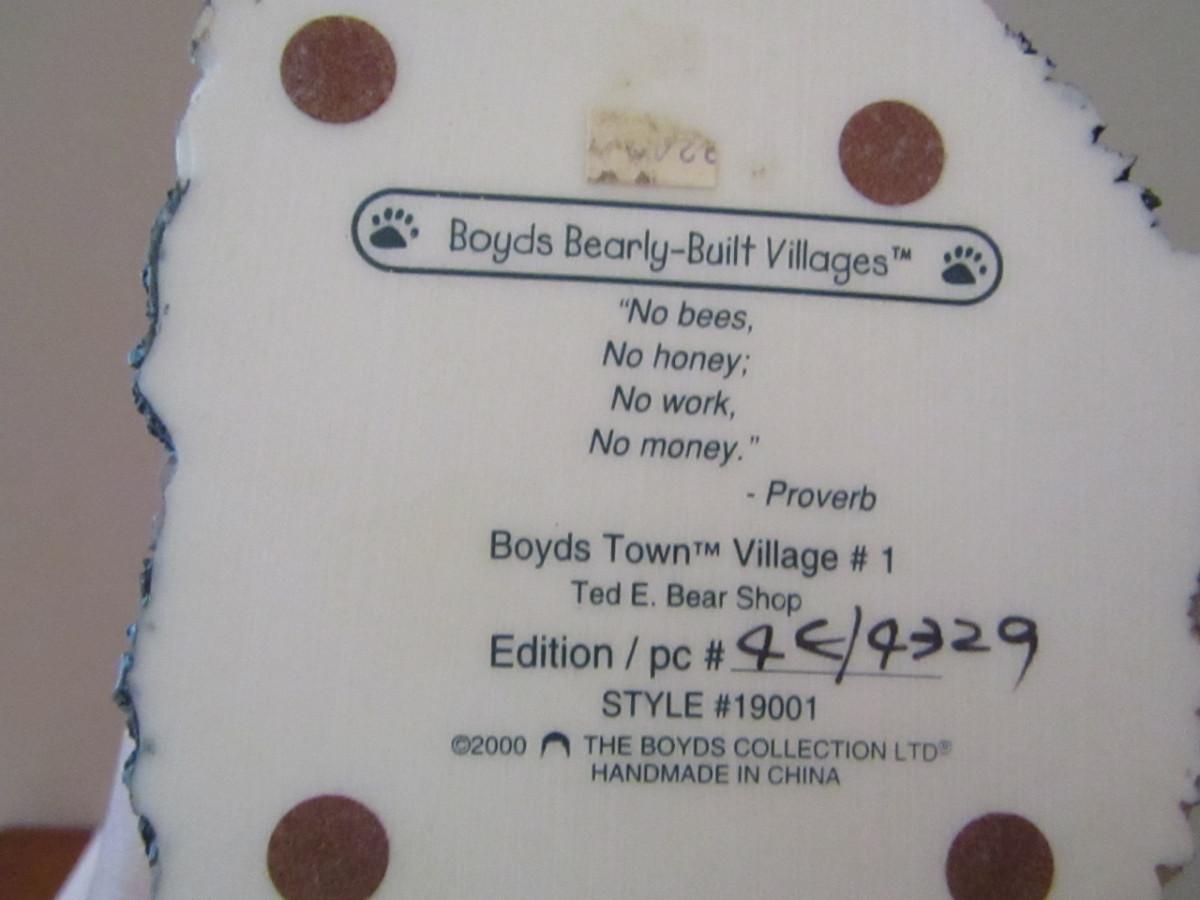 Boyds Bearly-Built Villages™
“No bees,
No honey;
No work,
No money.”
- Proverb
Boyds Town™ Village # 1
Ted E. Bear Shop
Edition / pc # 4C/4329
STYLE #19001
©2000 THE BOYDS COLLECTION LTD®
HANDMADE IN CHINA